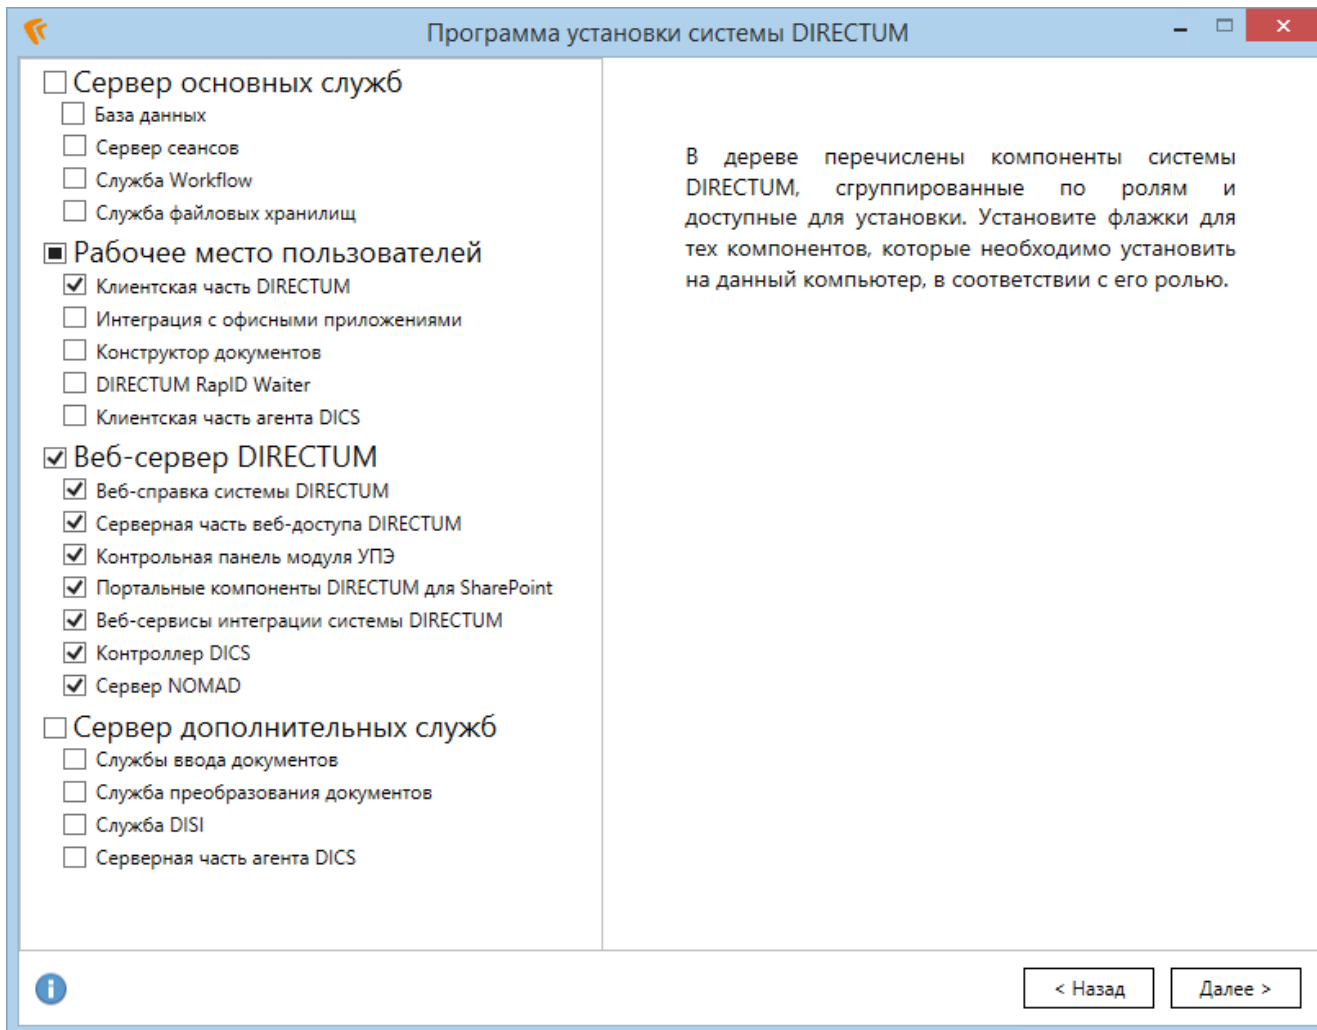 Программа установки системы DIRECTUM
Сервер основных служб
База данных
Сервер сеансов
Служба Workflow
Служба файловых хранилищ
Рабочее место пользователей
Клиентская часть DIRECTUM
Интеграция с офисными приложениями
Конструктор документов
DIRECTUM RapID Waiter
Клиентская часть агента DICS
Веб-сервер DIRECTUM
Веб-справка системы DIRECTUM
Серверная часть веб-доступа DIRECTUM
Контрольная панель модуля УПЭ
Портальные компоненты DIRECTUM для SharePoint
Веб-сервисы интеграции системы DIRECTUM
Контроллер DICS
Сервер NOMAD
Сервер дополнительных служб
Службы ввода документов
Служба преобразования документов
Служба DISI
Серверная часть агента DICS
В дереве перечислены компоненты системы
DIRECTUM, сгруппированные по ролям и
доступные для установки. Установите флажки для
тех компонентов, которые необходимо установить
на данный компьютер, в соответствии с его ролью.
< Назад
Далее >